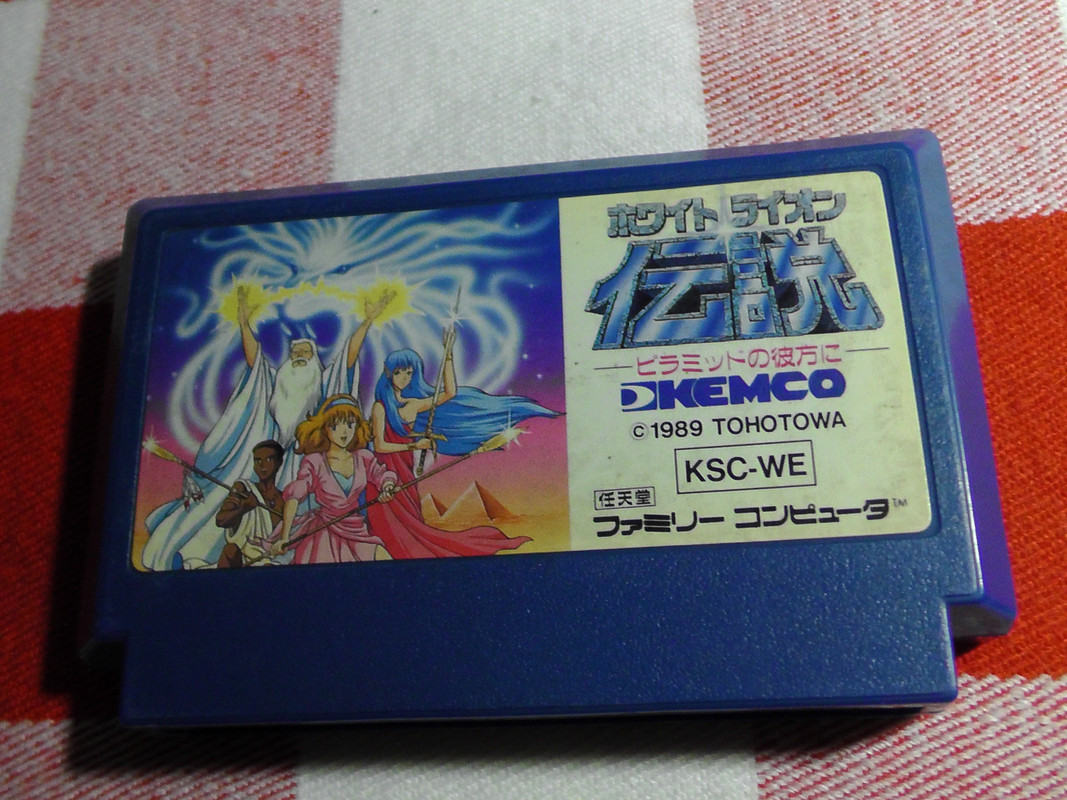 ホワイト ライオン
伝説
ピラミッドの彼方に
KEMCO
© 1989 TOHOTOWA
KSC-WE
任天堂
ファミリー コンピュータ™